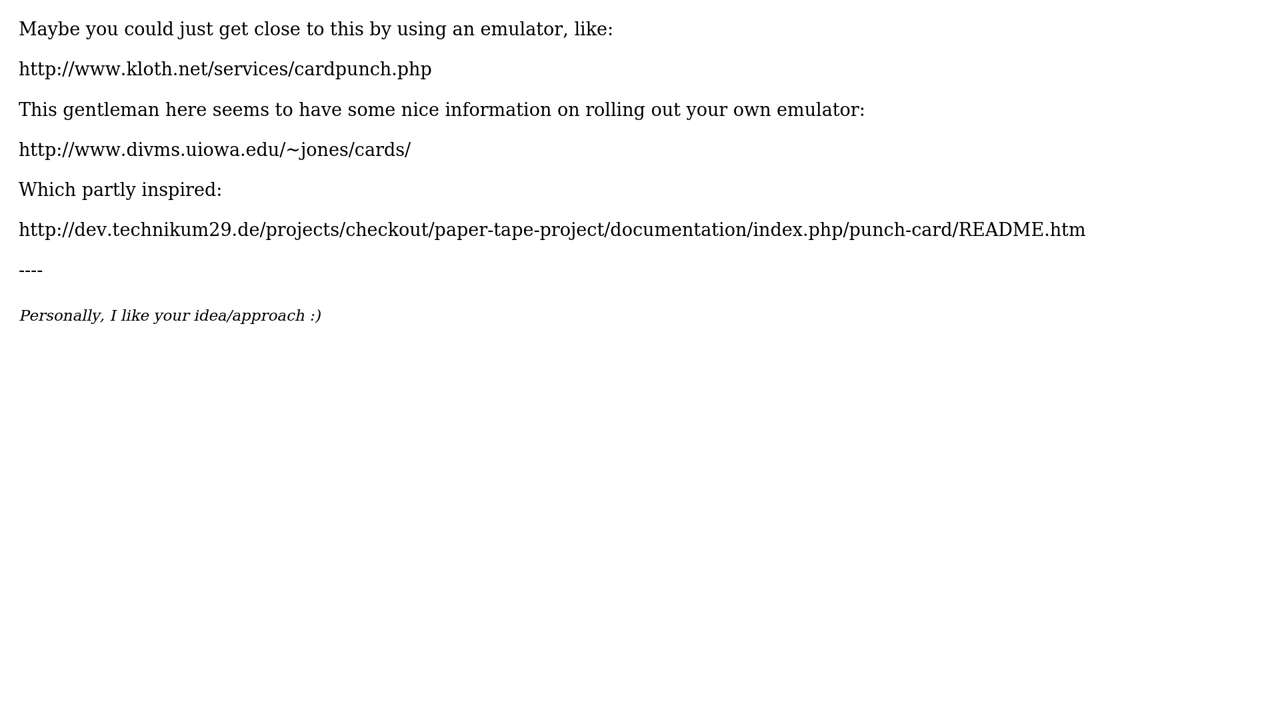 Maybe you could just get close to this by using an emulator, like:
http://www.kloth.net/services/cardpunch.php
This gentleman here seems to have some nice information on rolling out your own emulator:
http://www.divms.uiowa.edu/~jones/cards/
Which partly inspired:
http://dev.technikum29.de/projects/checkout/paper-tape-project/documentation/index.php/punch-card/README.htm
----
Personally, I like your idea/approach :)